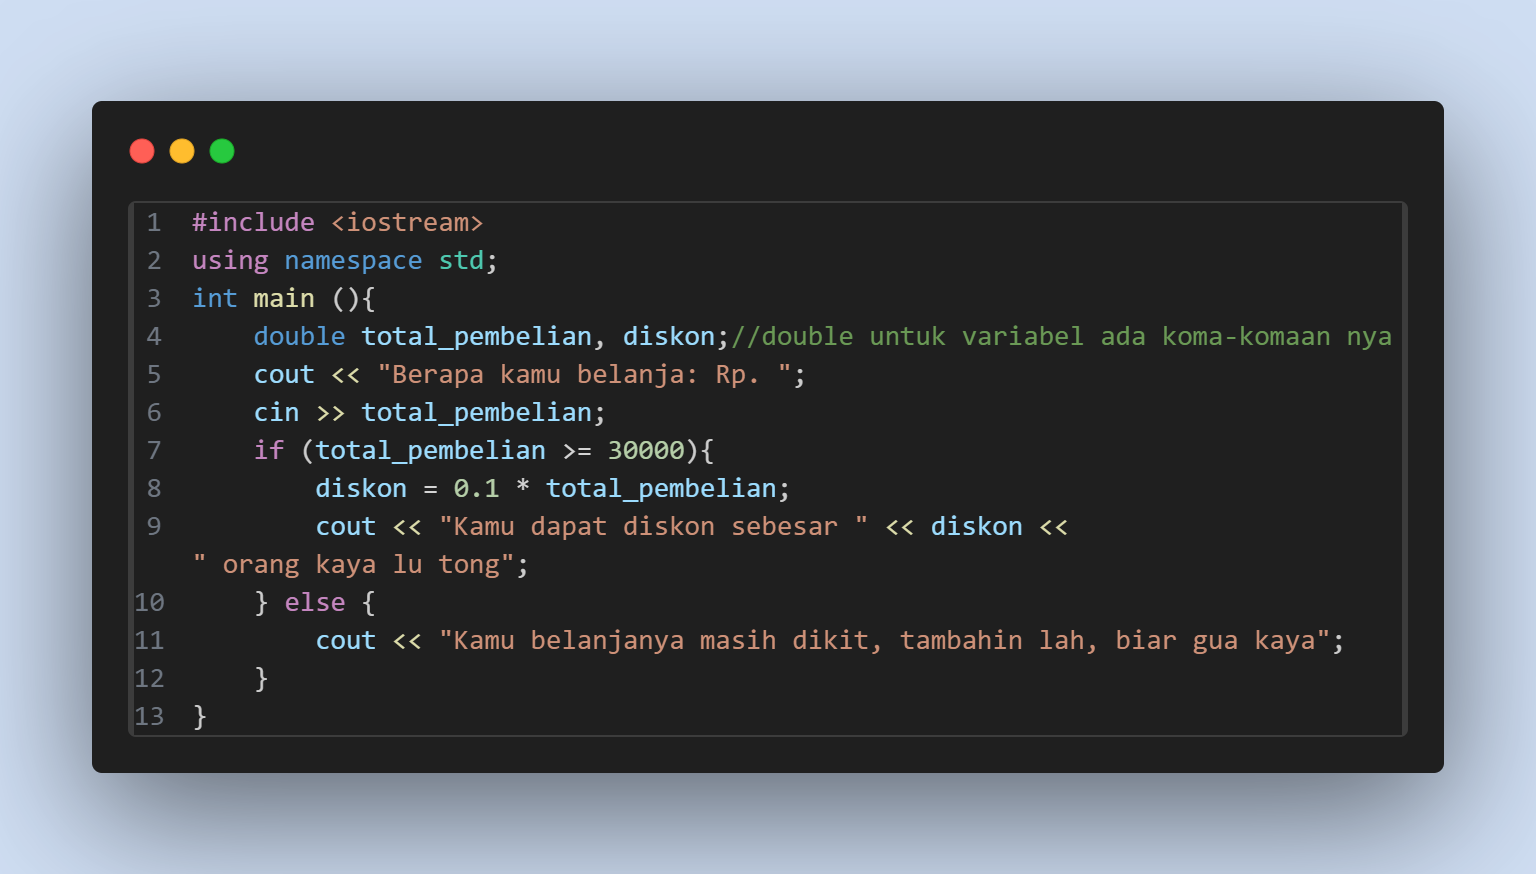 1 #include <iostream>
2 using namespace std;
3 int main (){
4     double total_pembelian, diskon;//double untuk variabel ada koma-komaan nya
5     cout << "Berapa kamu belanja: Rp. ";
6     cin >> total_pembelian;
7     if (total_pembelian >= 30000){
8         diskon = 0.1 * total_pembelian;
9         cout << "Kamu dapat diskon sebesar " << diskon <<
" orang kaya lu tong";
10     } else {
11         cout << "Kamu belanjanya masih dikit, tambahin lah, biar gua kaya";
12     }
13 }